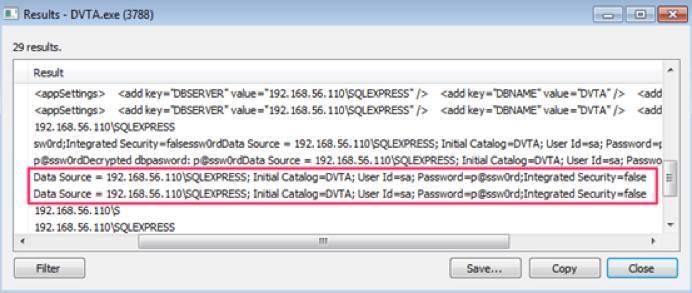 Results - DVTA.exe (3788)
29 results.
Result
<appSettings> <add key="DBSERVER" value="192.168.56.110\SQLEXPRESS" /> <add key="DBNAME" value="DVTA" /> <add
<appSettings> <add key="DBSERVER" value="192.168.56.110\SQLEXPRESS" /> <add key="DBNAME" value="DVTA" /> <add
192.168.56.110\SQLEXPRESS
sw0rd;Integrated Security=falsessw0rdData Source = 192.168.56.110\SQLEXPRESS; Initial Catalog=DVTA; User Id=sa; Password=p
p@ssw0rdDecrypted dbpasword: p@ssw0rdData Source = 192.168.56.110\SQLEXPRESS; Initial Catalog=DVTA; User Id=sa; Passwo
Data Source = 192.168.56.110\SQLEXPRESS; Initial Catalog=DVTA; User Id=sa; Password=p@ssw0rd;Integrated Security=false
Data Source = 192.168.56.110\SQLEXPRESS; Initial Catalog=DVTA; User Id=sa; Password=p@ssw0rd;Integrated Security=false
192.168.56.110\S
192.168.56.110\SQLEXPRESS
Filter Save... Copy Close